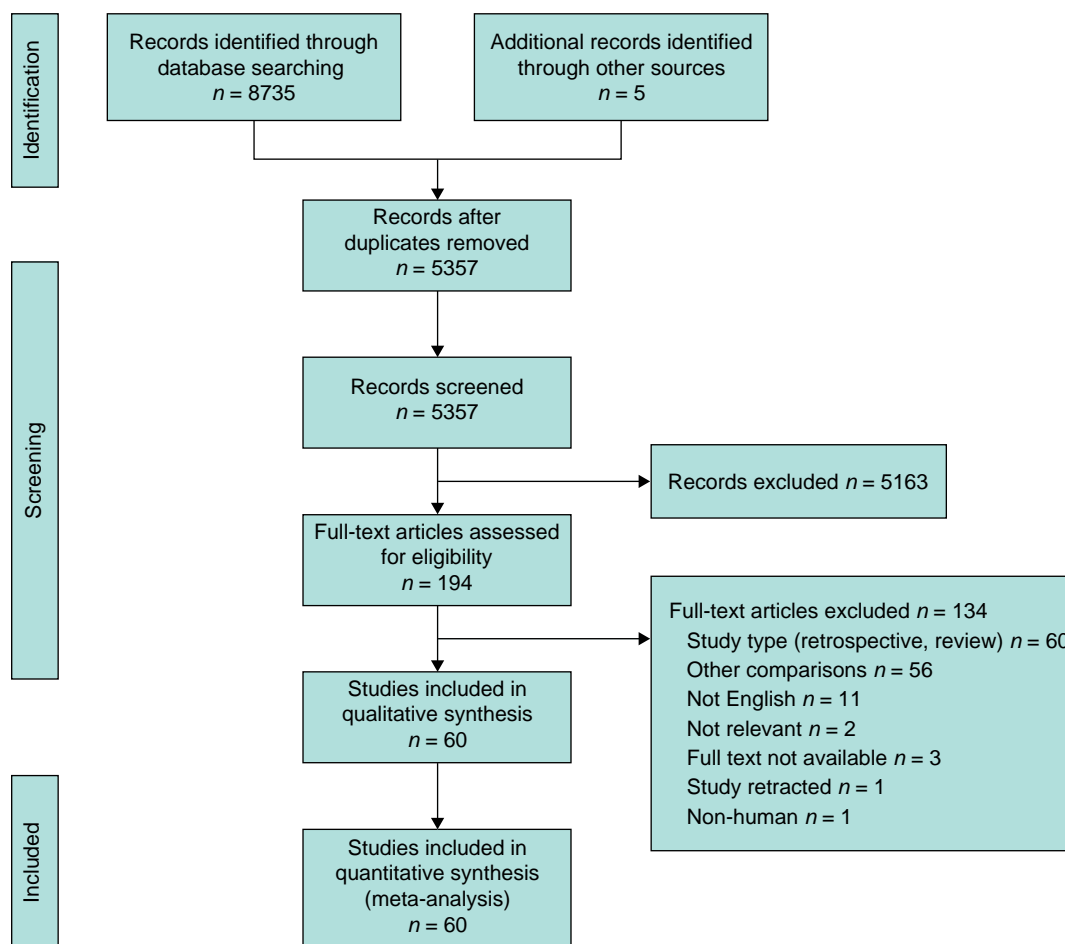 Identification
Records identified through
database searching
n = 8735
Additional records identified
through other sources
n = 5
Records after
duplicates removed
n = 5357
Screening
Records screened
n = 5357
Records excluded n = 5163
Full-text articles assessed
for eligibility
n = 194
Full-text articles excluded n = 134
Study type (retrospective, review) n = 60
Other comparisons n = 56
Not English n = 11
Not relevant n = 2
Full text not available n = 3
Study retracted n = 1
Non-human n = 1
Studies included in
qualitative synthesis
n = 60
Included
Studies included in
quantitative synthesis
(meta-analysis)
n = 60